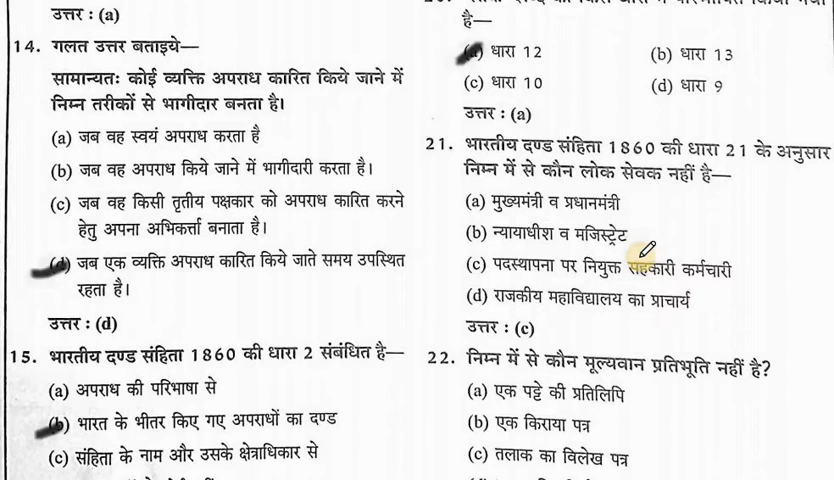 उत्तर : (a)
14. गलत उत्तर बताइये—
सामान्यतः कोई व्यक्ति अपराध कारित किये जाने में
निम्न तरीकों से भागीदार बनता है।
(a) जब वह स्वयं अपराध करता है
(b) जब वह अपराध किये जाने में भागीदारी करता है।
(c) जब वह किसी तृतीय पक्षकार को अपराध कारित करने
हेतु अपना अभिकर्त्ता बनाता है।
(d) जब एक व्यक्ति अपराध कारित किये जाते समय उपस्थित
रहता है।
उत्तर : (d)
15. भारतीय दण्ड संहिता 1860 की धारा 2 संबंधित है—
(a) अपराध की परिभाषा से
(b) भारत के भीतर किए गए अपराधों का दण्ड
(c) संहिता के नाम और उसके क्षेत्राधिकार से
है—
(a) धारा 12 (b) धारा 13
(c) धारा 10 (d) धारा 9
उत्तर : (a)
21. भारतीय दण्ड संहिता 1860 की धारा 21 के अनुसार
निम्न में से कौन लोक सेवक नहीं है—
(a) मुख्यमंत्री व प्रधानमंत्री
(b) न्यायाधीश व मजिस्ट्रेट
(c) पदस्थापना पर नियुक्त सहकारी कर्मचारी
(d) राजकीय महाविद्यालय का प्राचार्य
उत्तर : (c)
22. निम्न में से कौन मूल्यवान प्रतिभूति नहीं है?
(a) एक पट्टे की प्रतिलिपि
(b) एक किराया पत्र
(c) तलाक का विलेख पत्र